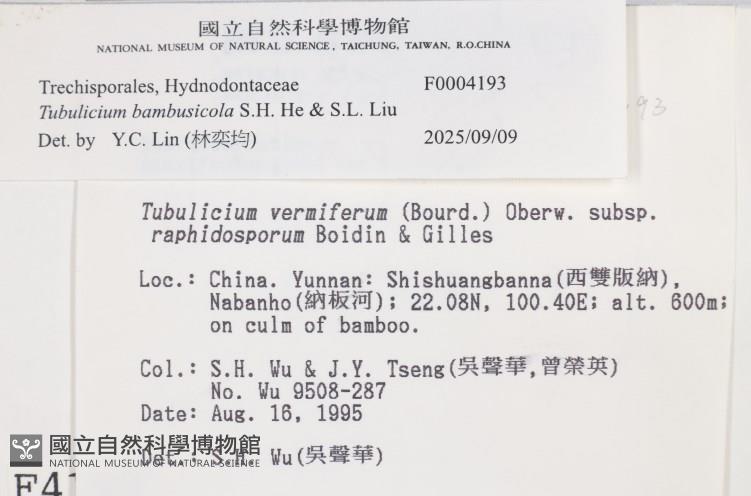 國立自然科學博物館
NATIONAL MUSEUM OF NATURAL SCIENCE, TAICHUNG, TAIWAN, R.O.CHINA
Trechisporales, Hydnodontaceae F0004193
Tubulicium bambusicola S.H. He & S.L. Liu
Det. by Y.C. Lin (林奕均) 2025/09/09
93
Tubulicium vermiferum (Bourd.) Oberw. subsp.
raphidosporum Boidin & Gilles
Loc.: China. Yunnan: Shishuangbanna(西雙版納),
Nabanho(納板河); 22.08N, 100.40E; alt. 600m;
on culm of bamboo.
Col.: S.H. Wu & J.Y. Tseng(吳聲華,曾榮英)
No. Wu 9508-287
Date: Aug. 16, 1995
Det.: S.H. Wu(吳聲華)
國立自然科學博物館
NATIONAL MUSEUM OF NATURAL SCIENCE
F41